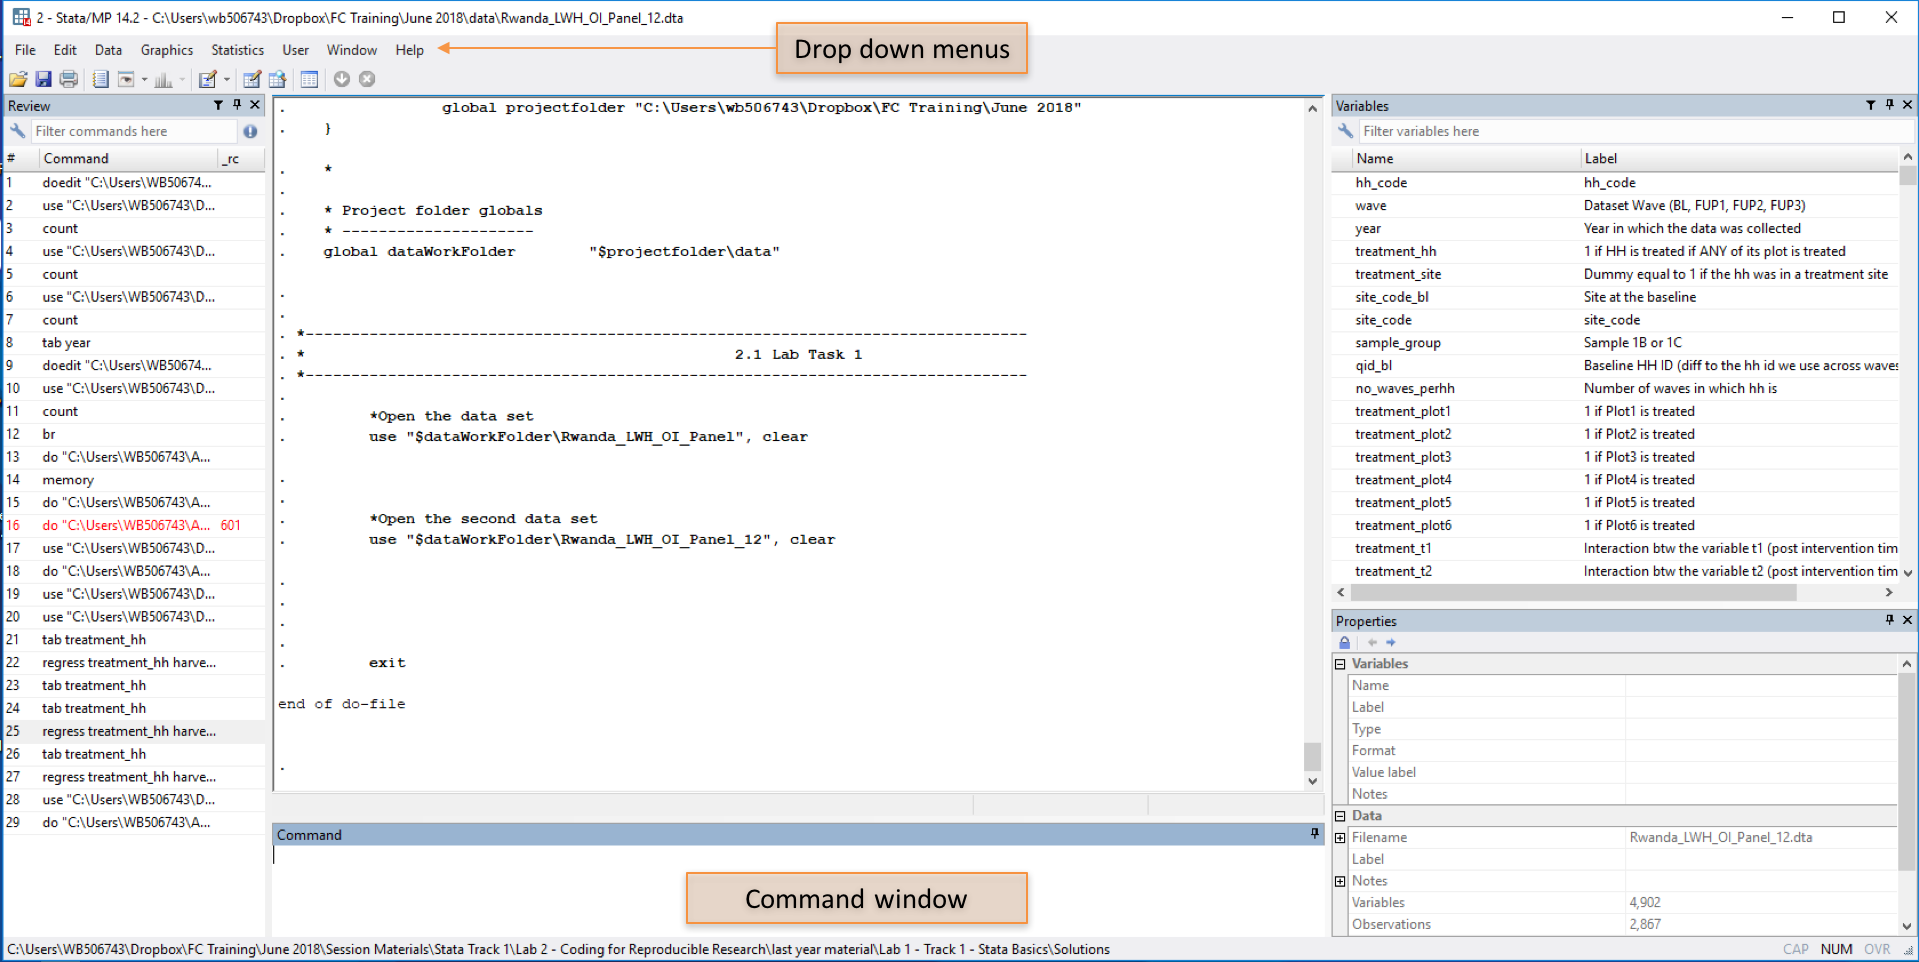 2 - Stata/MP 14.2 - C:\Users\wb506743\Dropbox\FC Training\June 2018\data\Rwanda_LWH_OI_Panel_12.dta
File Edit Data Graphics Statistics User Window Help
Drop down menus
Review
Filter commands here
# Command _rc
1 doedit "C:\Users\WB50674...
2 use "C:\Users\WB506743\D...
3 count
4 use "C:\Users\WB506743\D...
5 count
6 use "C:\Users\WB506743\D...
7 count
8 tab year
9 doedit "C:\Users\WB50674...
10 use "C:\Users\WB506743\D...
11 count
12 br
13 do "C:\Users\WB506743\A...
14 memory
15 do "C:\Users\WB506743\A...
16 do "C:\Users\WB506743\A... 601
17 use "C:\Users\WB506743\D...
18 do "C:\Users\WB506743\A...
19 use "C:\Users\WB506743\D...
20 use "C:\Users\WB506743\D...
21 tab treatment_hh
22 regress treatment_hh harve...
23 tab treatment_hh
24 tab treatment_hh
25 regress treatment_hh harve...
26 tab treatment_hh
27 regress treatment_hh harve...
28 use "C:\Users\WB506743\D...
29 do "C:\Users\WB506743\A...
. global projectfolder "C:\Users\wb506743\Dropbox\FC Training\June 2018"
. }
. *
.
. * Project folder globals
. * ---------------------
. global dataWorkFolder "$projectfolder\data"
.
.
. *-------------------------------------------------------------------------------
. * 2.1 Lab Task 1
. *-------------------------------------------------------------------------------
.
. *Open the data set
. use "$dataWorkFolder\Rwanda_LWH_OI_Panel", clear
.
.
. *Open the second data set
. use "$dataWorkFolder\Rwanda_LWH_OI_Panel_12", clear
.
.
.
.
. exit
end of do-file
.
Command
Command window
Variables
Filter variables here
Name Label
hh_code hh_code
wave Dataset Wave (BL, FUP1, FUP2, FUP3)
year Year in which the data was collected
treatment_hh 1 if HH is treated if ANY of its plot is treated
treatment_site Dummy equal to 1 if the hh was in a treatment site
site_code_bl Site at the baseline
site_code site_code
sample_group Sample 1B or 1C
qid_bl Baseline HH ID (diff to the hh id we use across waves
no_waves_perhh Number of waves in which hh is
treatment_plot1 1 if Plot1 is treated
treatment_plot2 1 if Plot2 is treated
treatment_plot3 1 if Plot3 is treated
treatment_plot4 1 if Plot4 is treated
treatment_plot5 1 if Plot5 is treated
treatment_plot6 1 if Plot6 is treated
treatment_t1 Interaction btw the variable t1 (post intervention tim
treatment_t2 Interaction btw the variable t2 (post intervention tim
Properties
Variables
Name
Label
Type
Format
Value label
Notes
Data
Filename Rwanda_LWH_OI_Panel_12.dta
Label
Notes
Variables 4,902
Observations 2,867
C:\Users\WB506743\Dropbox\FC Training\June 2018\Session Materials\Stata Track 1\Lab 2 - Coding for Reproducible Research\last year material\Lab 1 - Track 1 - Stata Basics\Solutions
CAP NUM OVR